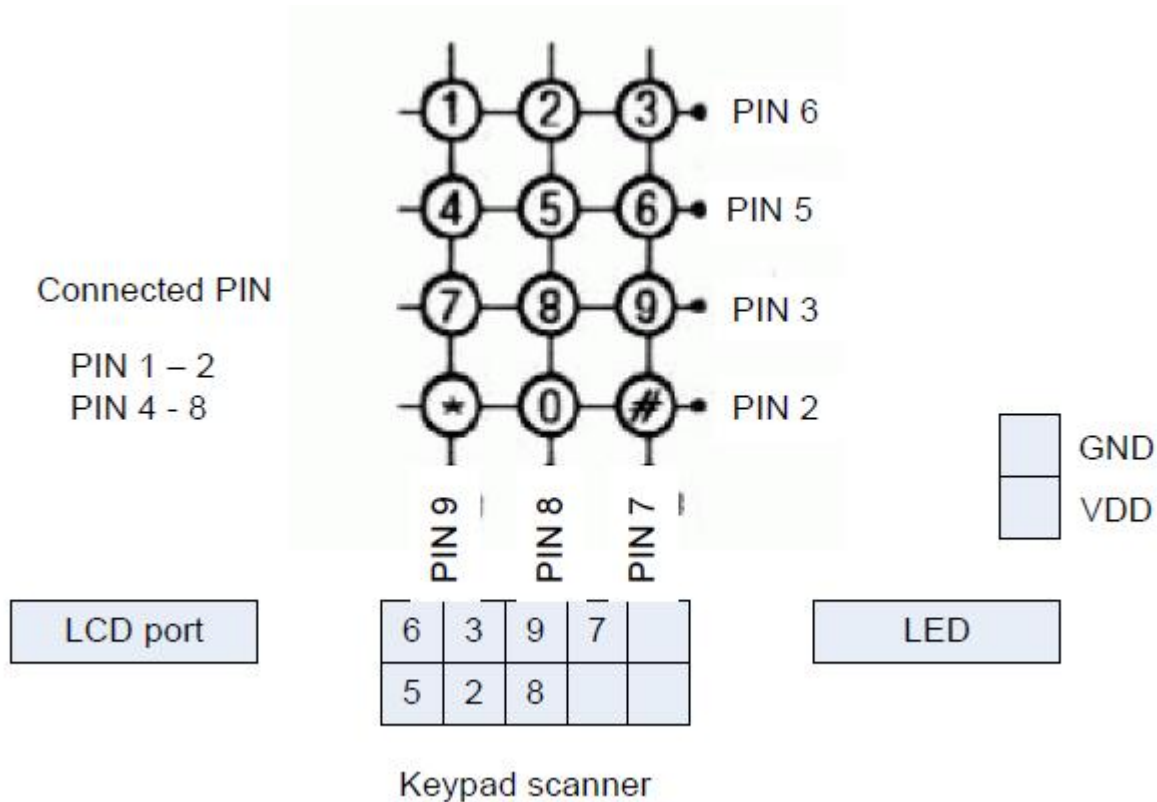 1 2 3 PIN 6
4 5 6 PIN 5
Connected PIN
7 8 9 PIN 3
PIN 1 – 2
PIN 4 - 8
* 0 # PIN 2
GND
VDD
PIN 9 PIN 8 PIN 7
LCD port
6 3 9 7
5 2 8
LED
Keypad scanner